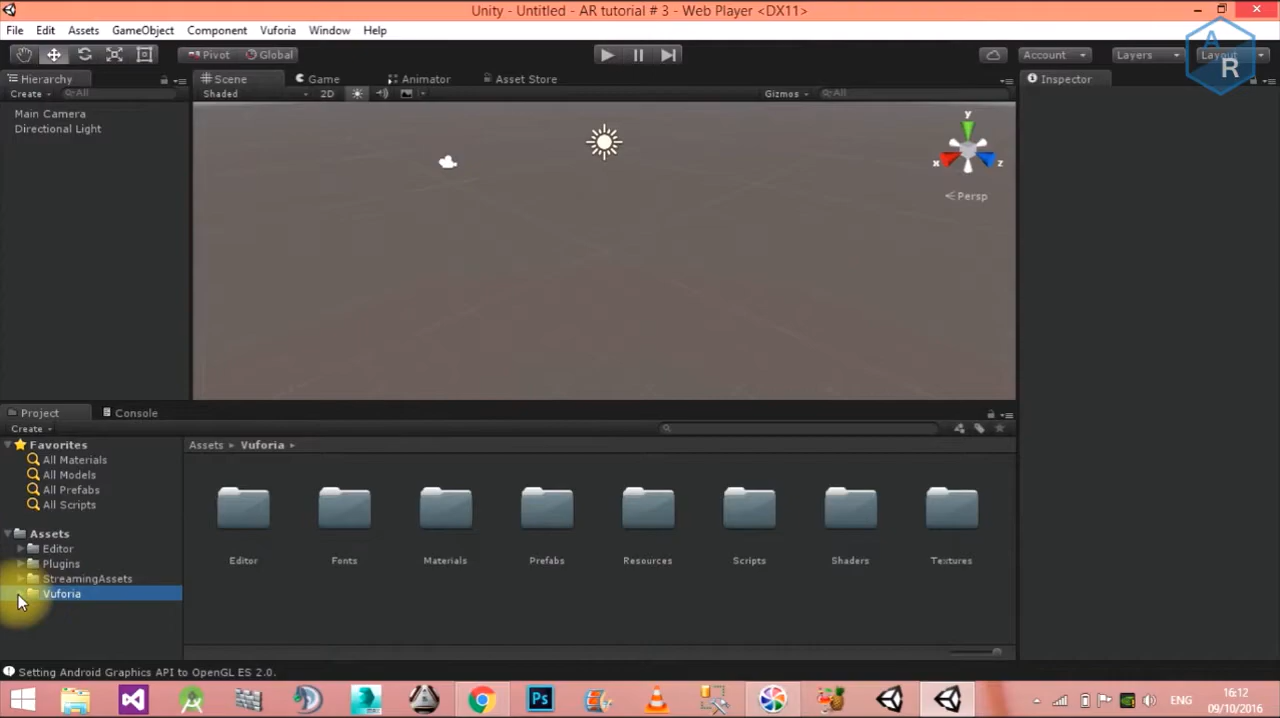 Unity - Untitled - AR tutorial # 3 - Web Player <DX11>
File Edit Assets GameObject Component Vuforia Window Help
Pivot Global Account Layers Layout
A R
Hierarchy Scene Game Animator Asset Store Inspector
Create All Shaded 2D Gizmos All
Main Camera
Directional Light
y
x z
Persp
Project Console
Create
Favorites Assets Vuforia
All Materials
All Models
All Prefabs
All Scripts
Assets
Editor
Plugins
StreamingAssets
Vuforia
Editor Fonts Materials Prefabs Resources Scripts Shaders Textures
Setting Android Graphics API to OpenGL ES 2.0.
Ps ENG 16:12
09/10/2016